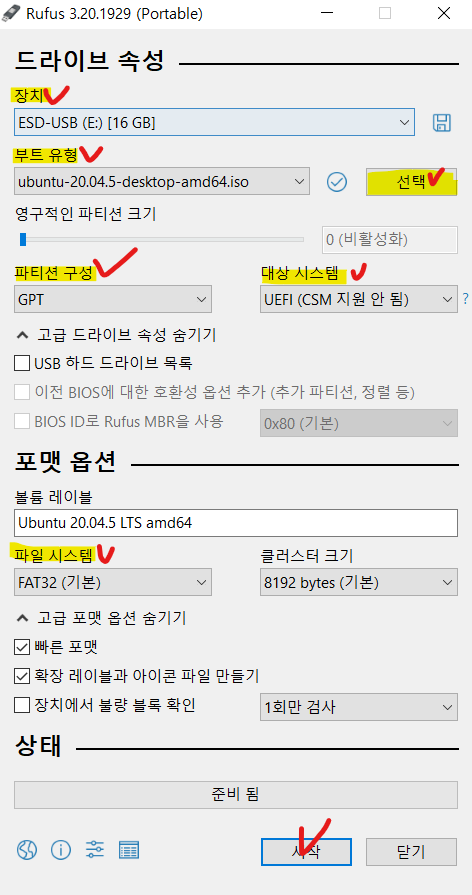 Rufus 3.20.1929 (Portable)
드라이브 속성
장치
ESD-USB (E:) [16 GB]
부트 유형
ubuntu-20.04.5-desktop-amd64.iso
선택
영구적인 파티션 크기
0 (비활성화)
파티션 구성
대상 시스템
GPT
UEFI (CSM 지원 안 됨)
?
고급 드라이브 속성 숨기기
USB 하드 드라이브 목록
이전 BIOS에 대한 호환성 옵션 추가 (추가 파티션, 정렬 등)
BIOS ID로 Rufus MBR을 사용
0x80 (기본)
포맷 옵션
볼륨 레이블
Ubuntu 20.04.5 LTS amd64
파일 시스템
클러스터 크기
FAT32 (기본)
8192 bytes (기본)
고급 포맷 옵션 숨기기
빠른 포맷
확장 레이블과 아이콘 파일 만들기
장치에서 불량 블록 확인
1회만 검사
상태
준비 됨
시작
닫기